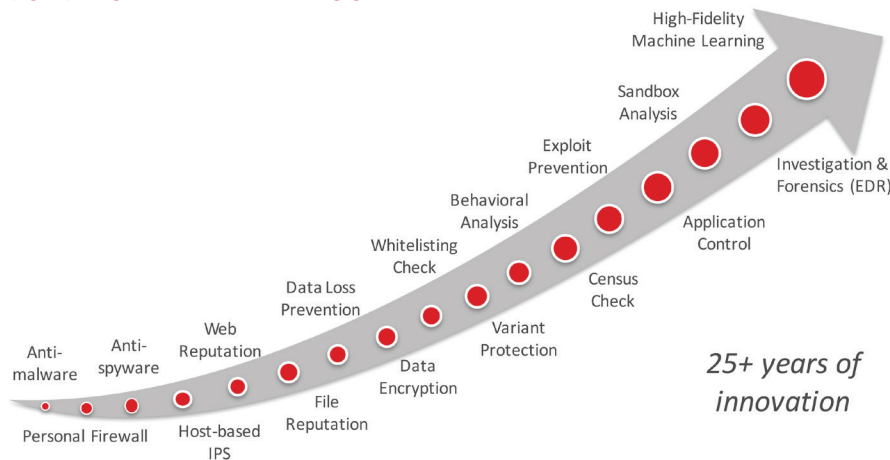 High-Fidelity
Machine Learning
Sandbox
Analysis
Exploit
Prevention
Investigation &
Forensics (EDR)
Behavioral
Analysis
Application
Control
Whitelisting
Check
Census
Check
Data Loss
Prevention
Variant
Protection
Web
Reputation
Anti-
spyware
Anti-
malware
Data
Encryption
25+ years of
innovation
File
Reputation
Personal Firewall
Host-based
IPS